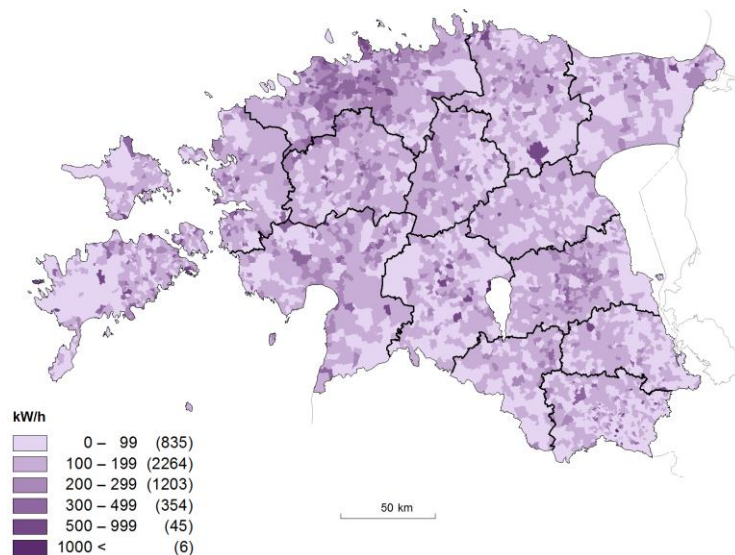 kW/h
0 – 99 (835)
100 – 199 (2264)
200 – 299 (1203)
300 – 499 (354)
500 – 999 (45)
1000 < (6)
50 km